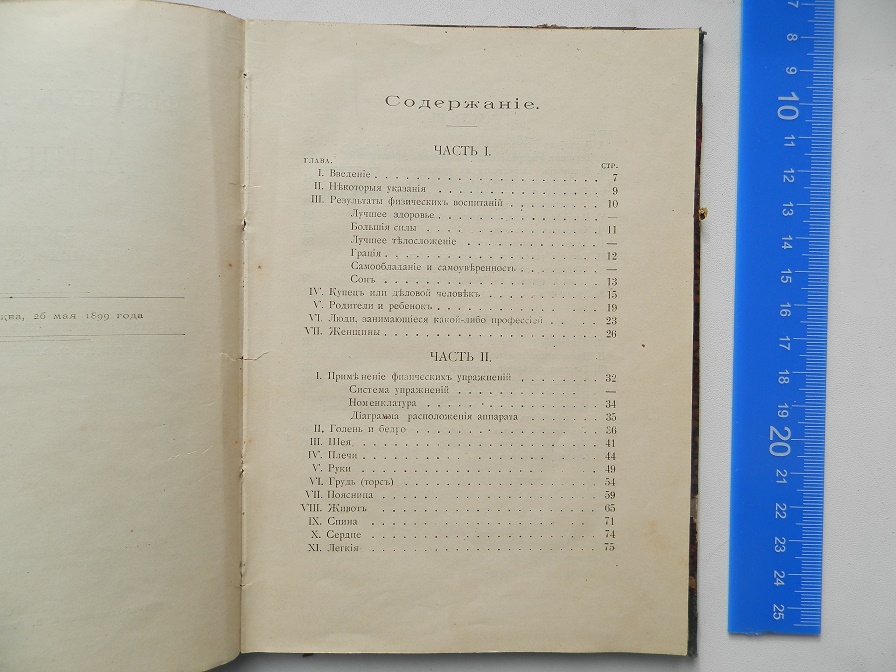 сква, 26 мая 1899 года
Содержаніе.
ЧАСТЬ I.
ГЛАВА. СТР.
I. Введеніе . . . . . . . . . . . . . . . . . . . . 7
II. Нѣкоторыя указанія . . . . . . . . . . . . . . . 9
III. Результаты физическихъ воспитаній . . . . . . . . 10
Лучшее здоровье . . . . . . . . . . . . . —
Большія силы . . . . . . . . . . . . . . 11
Лучшее тѣлосложеніе . . . . . . . . . . . —
Грація . . . . . . . . . . . . . . . . . 12
Самообладаніе и самоувѣренность . . . . . . —
Сонъ . . . . . . . . . . . . . . . . . . 13
IV. Купецъ или дѣловой человѣкъ . . . . . . . . . . 15
V. Родители и ребенокъ . . . . . . . . . . . . . . 19
VI. Люди, занимающіеся какой-либо профессіей . . . . 23
VII. Женщины . . . . . . . . . . . . . . . . . . . 26
ЧАСТЬ II.
I. Примѣненіе физическихъ упражненій . . . . . . . 32
Система упражненій . . . . . . . . . . . . —
Номенклатура . . . . . . . . . . . . . . 34
Діаграмма расположенія аппарата . . . . . . 35
II, Голень и бедро . . . . . . . . . . . . . . . . 36
III. Шея . . . . . . . . . . . . . . . . . . . . . 41
IV. Плечи . . . . . . . . . . . . . . . . . . . . 44
V. Руки . . . . . . . . . . . . . . . . . . . . . 49
VI. Грудь (торсъ) . . . . . . . . . . . . . . . . . 54
VII. Поясница . . . . . . . . . . . . . . . . . . . 59
VIII. Животъ . . . . . . . . . . . . . . . . . . . . 65
IX. Спина . . . . . . . . . . . . . . . . . . . . 71
X. Сердце . . . . . . . . . . . . . . . . . . . . 74
XI. Легкія . . . . . . . . . . . . . . . . . . . . 75
7
8
9
10
11
12
13
14
15
16
17
18
19
20
21
22
23
24
25